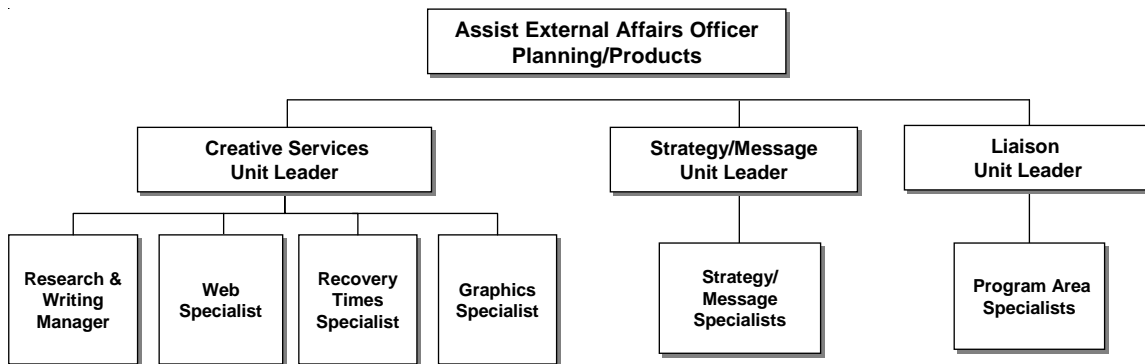 Assist External Affairs Officer
Planning/Products
Creative Services
Unit Leader
Strategy/Message
Unit Leader
Liaison
Unit Leader
Research &
Writing
Manager
Web
Specialist
Recovery
Times
Specialist
Graphics
Specialist
Strategy/
Message
Specialists
Program Area
Specialists